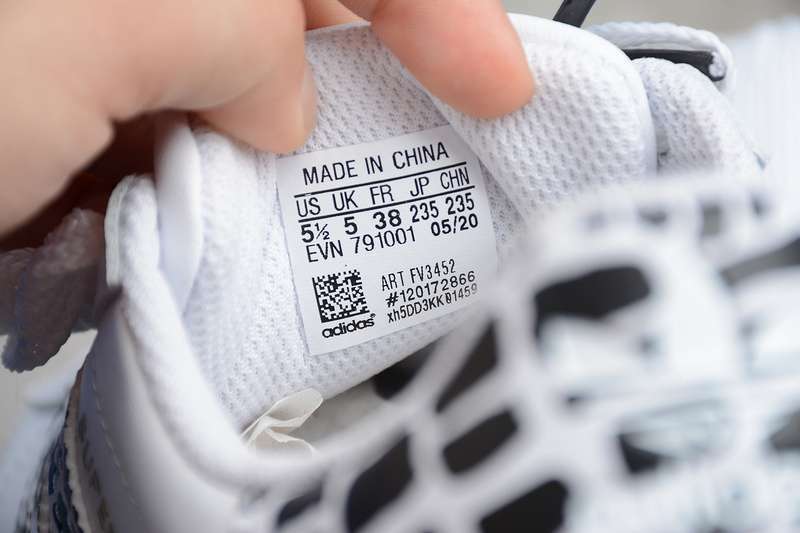 MADE IN CHINA
US UK FR JP CHN
5½ 5 38 235 235
EVN 791001 05/20
ART FV3452
#120172866
xh5DD3KK01459
adidas®